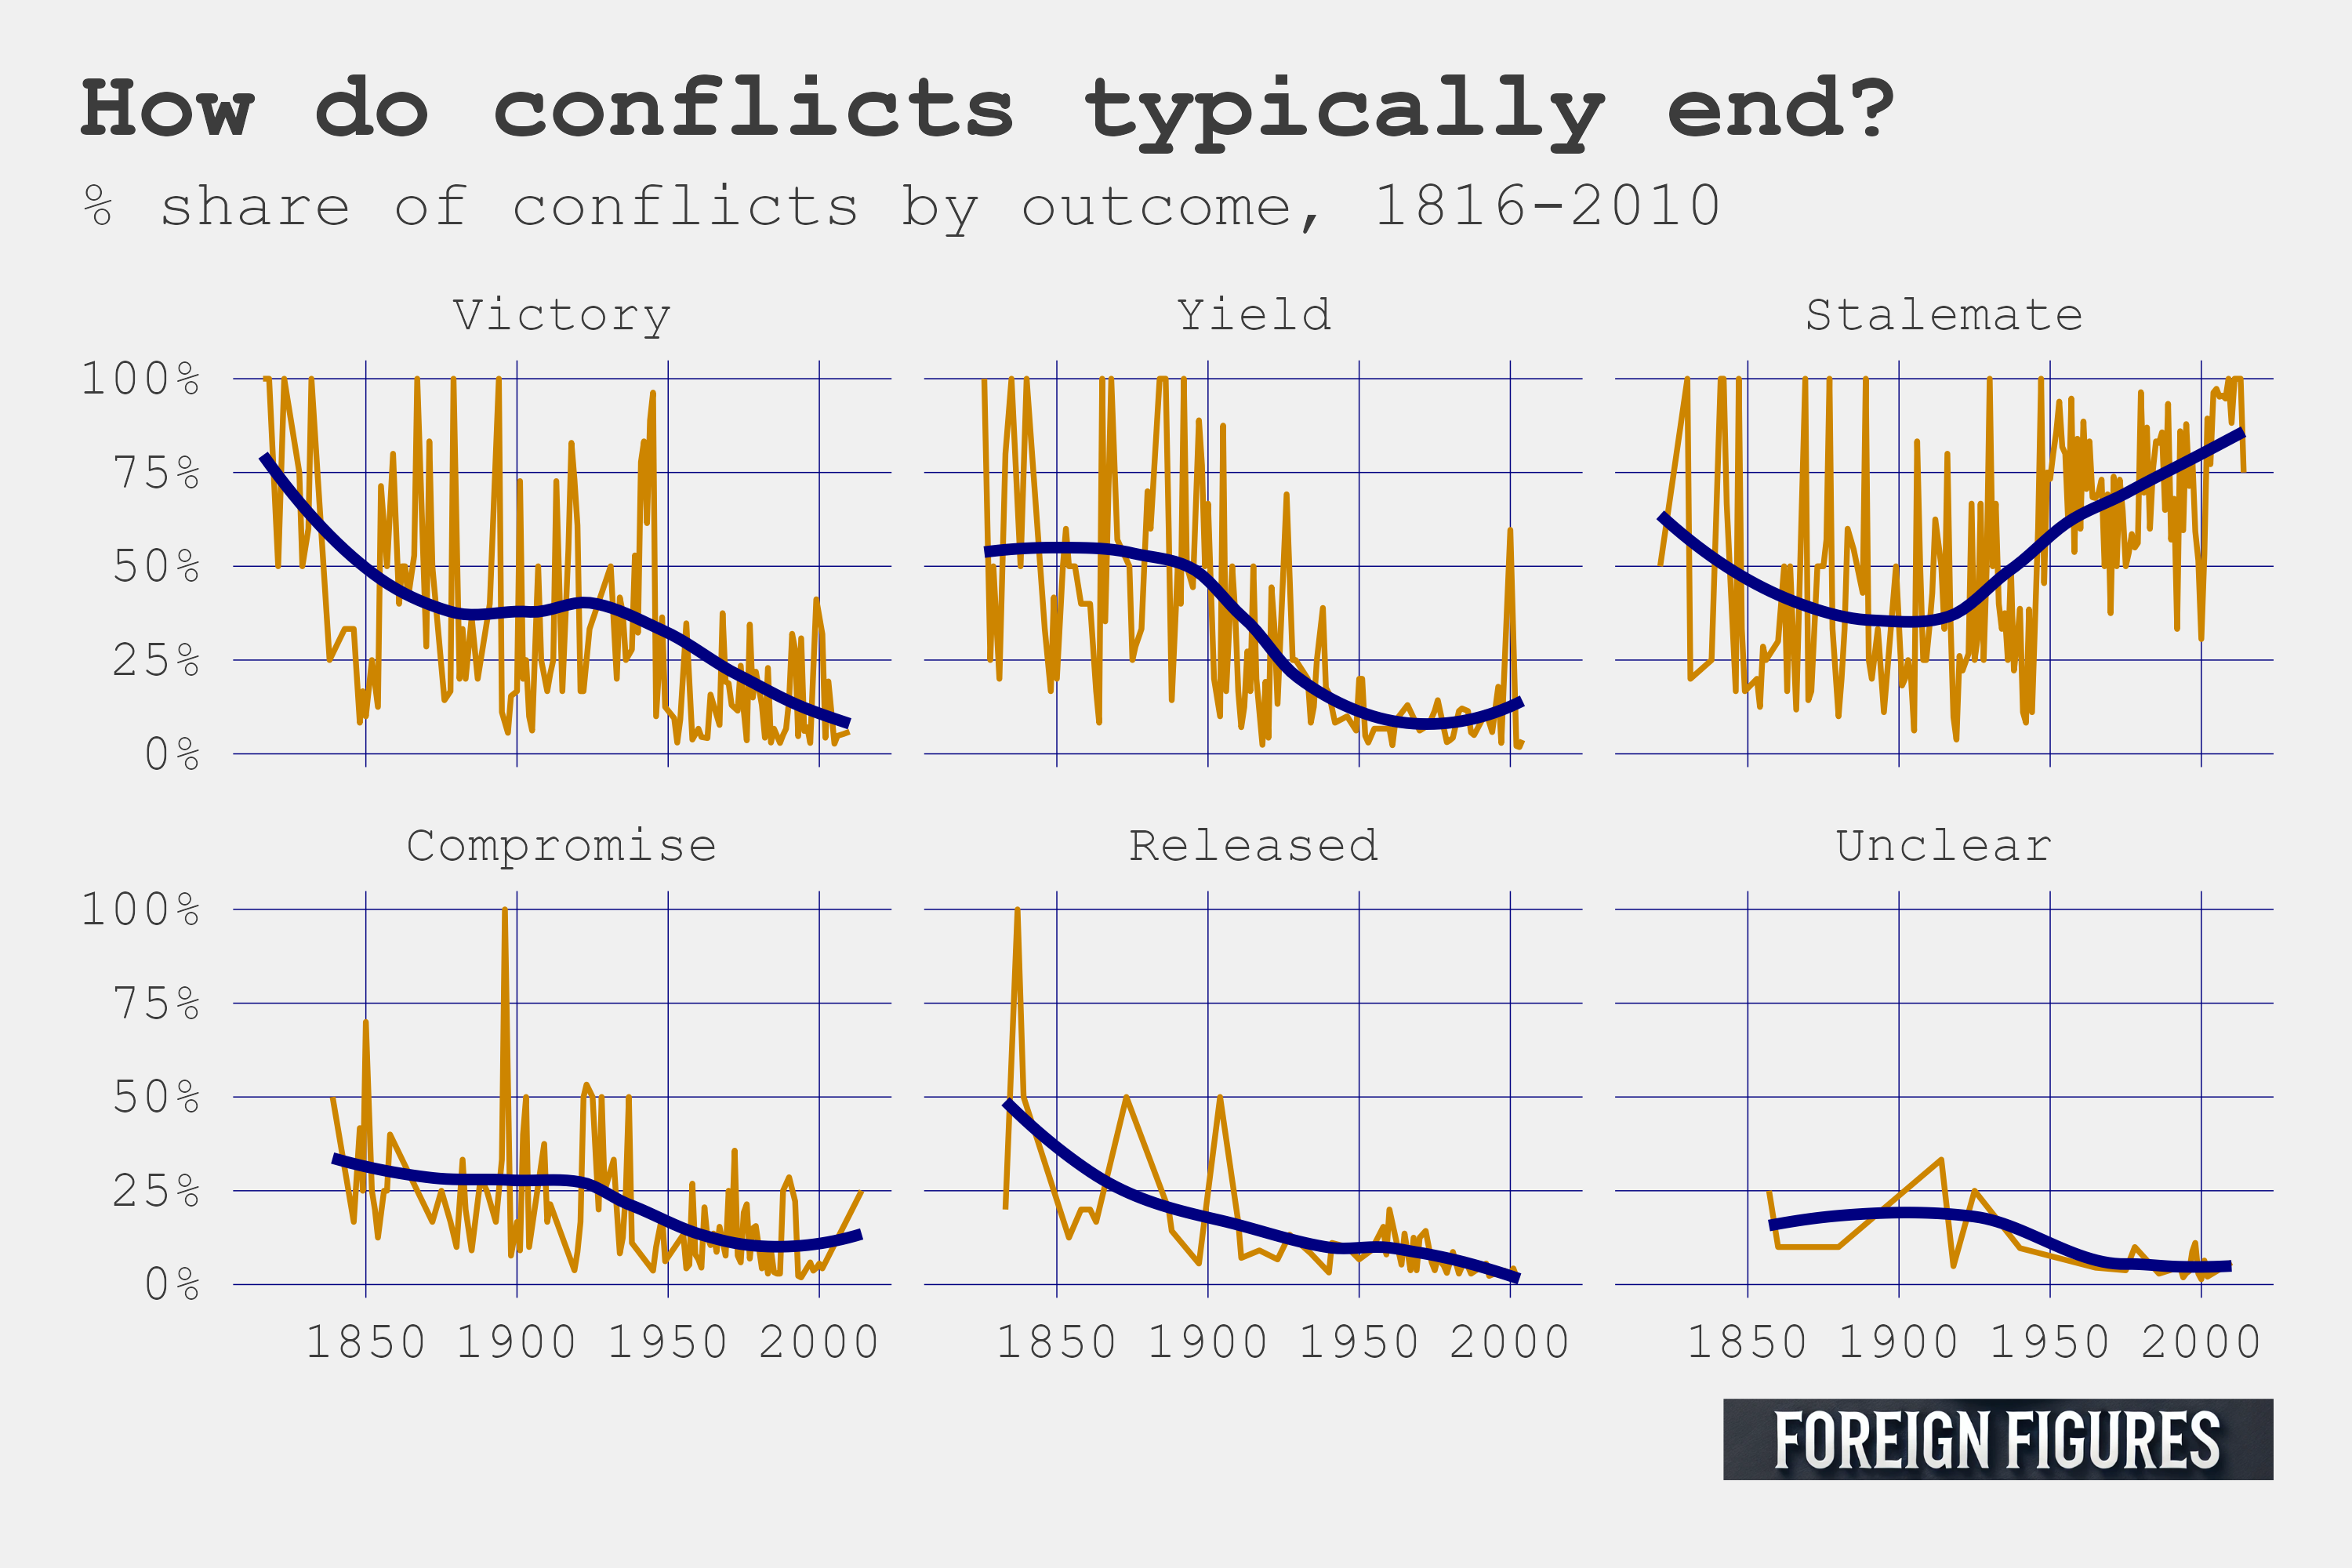 How do conflicts typically end?
% share of conflicts by outcome, 1816-2010
Victory Yield Stalemate
100%
75%
50%
25%
0%
Compromise Released Unclear
100%
75%
50%
25%
0%
1850 1900 1950 2000 1850 1900 1950 2000 1850 1900 1950 2000
FOREIGN FIGURES